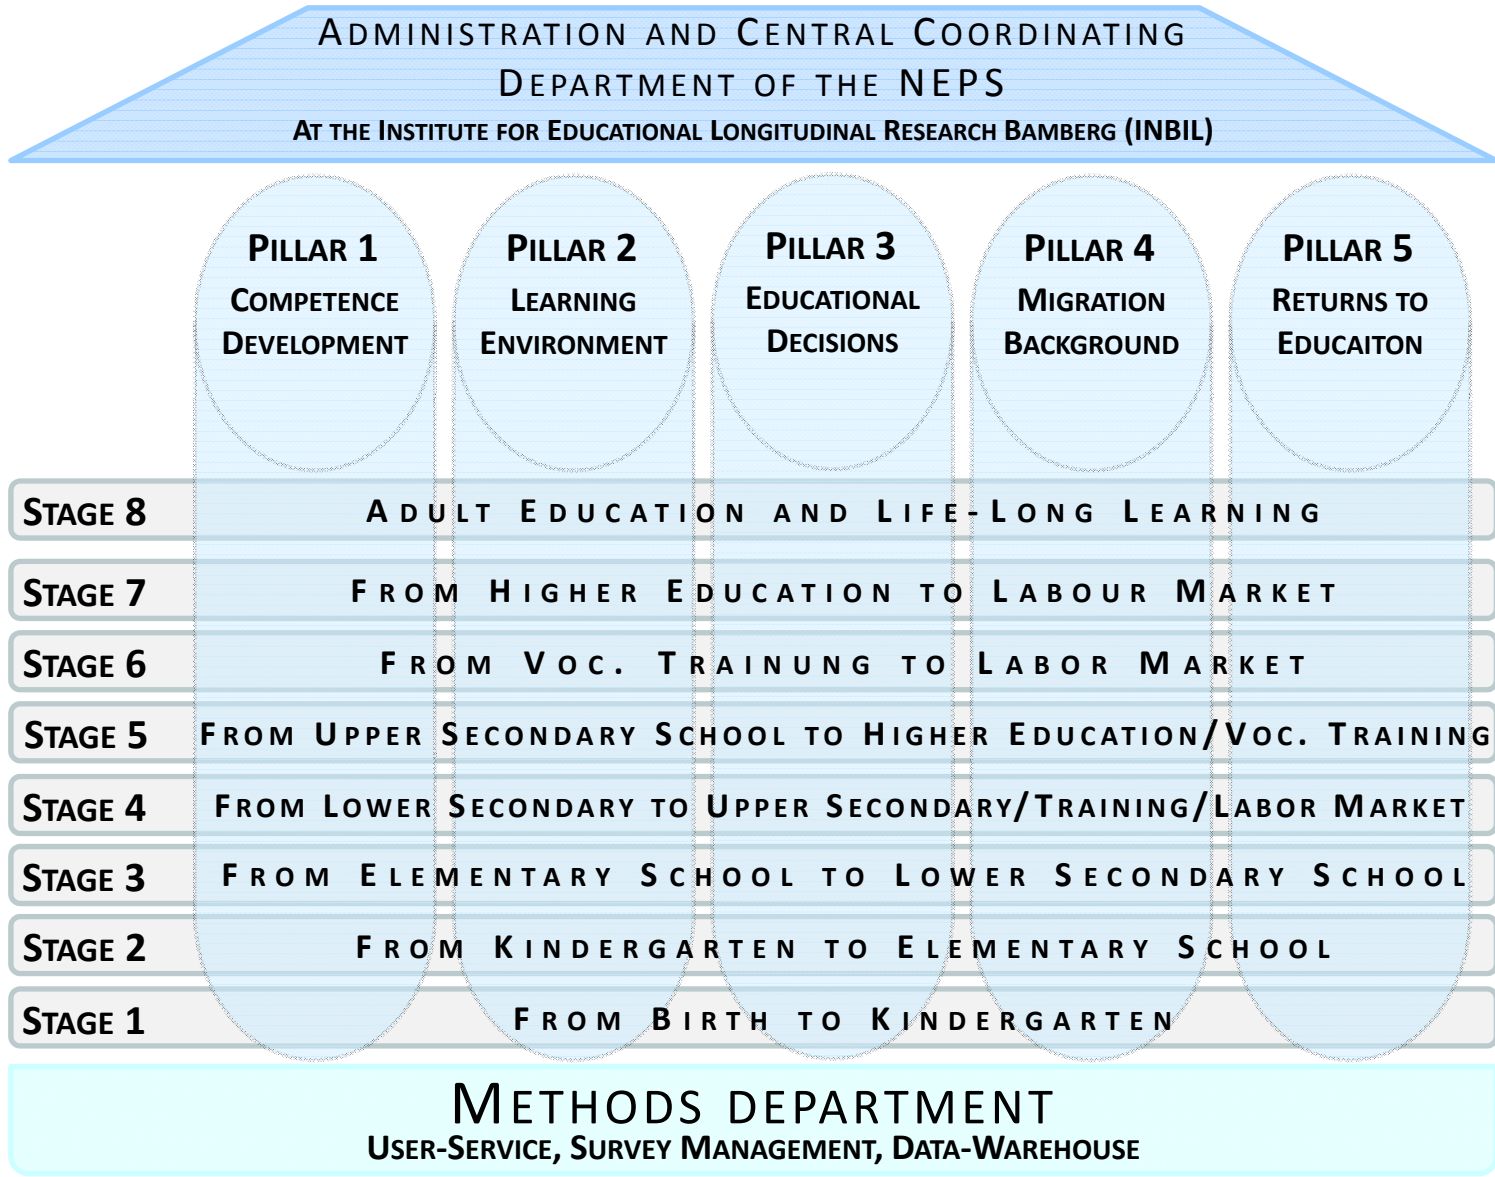 Administration and Central Coordinating
Department of the NEPS
At the Institute for Educational Longitudinal Research Bamberg (INBIL)
Pillar 1
Competence
Development
Pillar 2
Learning
Environment
Pillar 3
Educational
Decisions
Pillar 4
Migration
Background
Pillar 5
Returns to
Educaiton
Stage 8 Adult Education and Life-Long Learning
Stage 7 From Higher Education to Labour Market
Stage 6 From Voc. Trainung to Labor Market
Stage 5 From Upper Secondary School to Higher Education/Voc. Training
Stage 4 From Lower Secondary to Upper Secondary/Training/Labor Market
Stage 3 From Elementary School to Lower Secondary School
Stage 2 From Kindergarten to Elementary School
Stage 1 From Birth to Kindergarten
Methods department
User-Service, Survey Management, Data-Warehouse